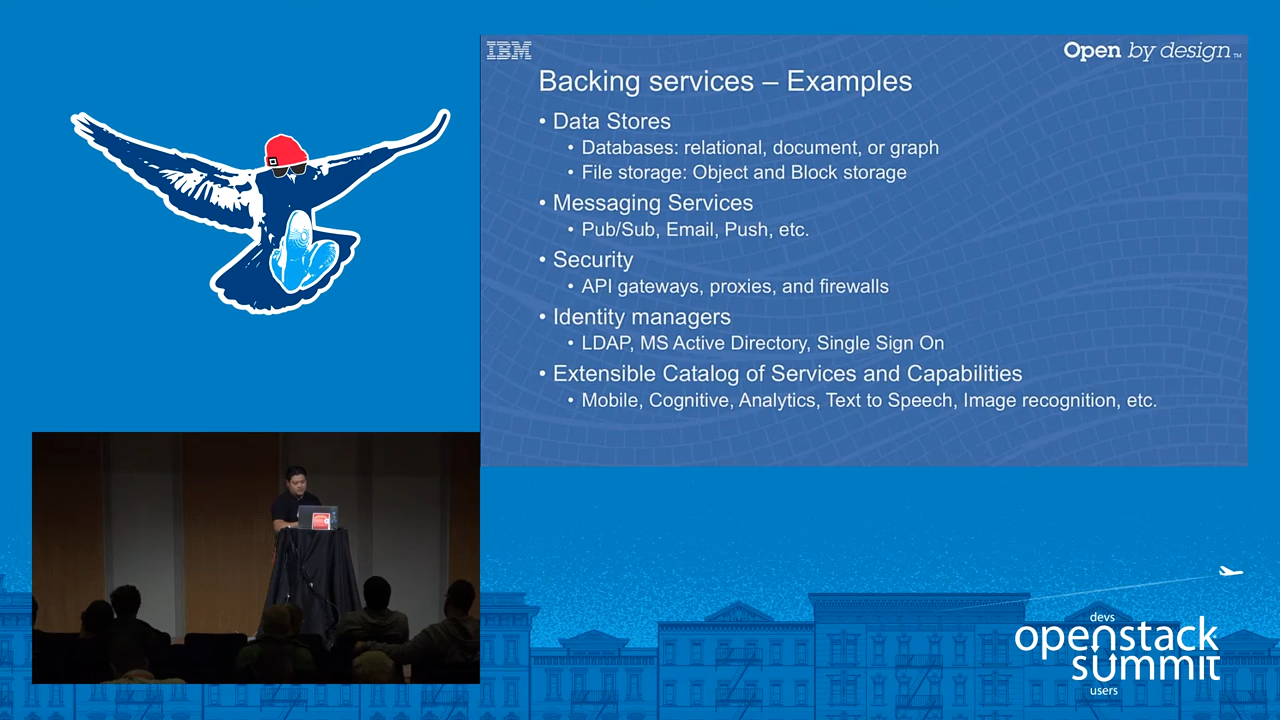 IBM
Open by design™
Backing services – Examples
• Data Stores
• Databases: relational, document, or graph
• File storage: Object and Block storage
• Messaging Services
• Pub/Sub, Email, Push, etc.
• Security
• API gateways, proxies, and firewalls
• Identity managers
• LDAP, MS Active Directory, Single Sign On
• Extensible Catalog of Services and Capabilities
• Mobile, Cognitive, Analytics, Text to Speech, Image recognition, etc.
devs
openstack
summit
users